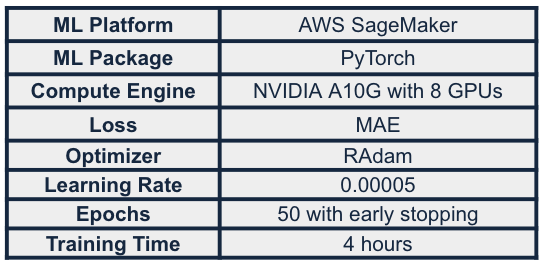 ML Platform AWS SageMaker
ML Package PyTorch
Compute Engine NVIDIA A10G with 8 GPUs
Loss MAE
Optimizer RAdam
Learning Rate 0.00005
Epochs 50 with early stopping
Training Time 4 hours